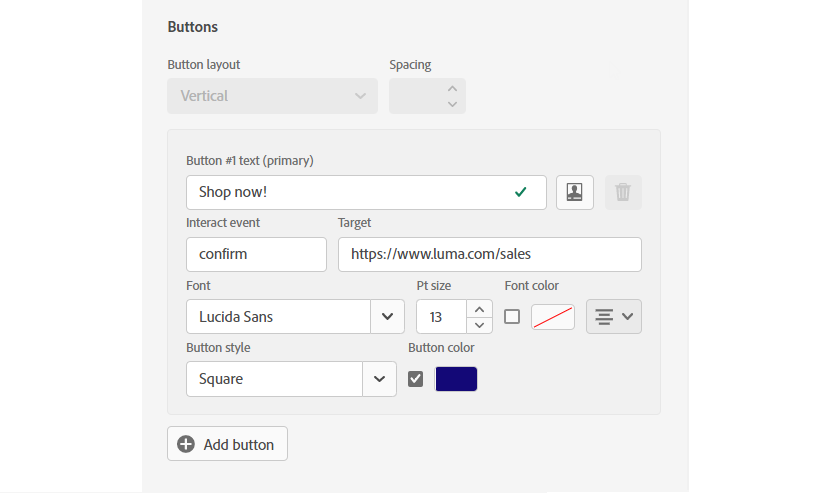 Buttons
Button layout Spacing
Vertical
Button #1 text (primary)
Shop now!
Interact event Target
confirm https://www.luma.com/sales
Font Pt size Font color
Lucida Sans 13
Button style Button color
Square
Add button